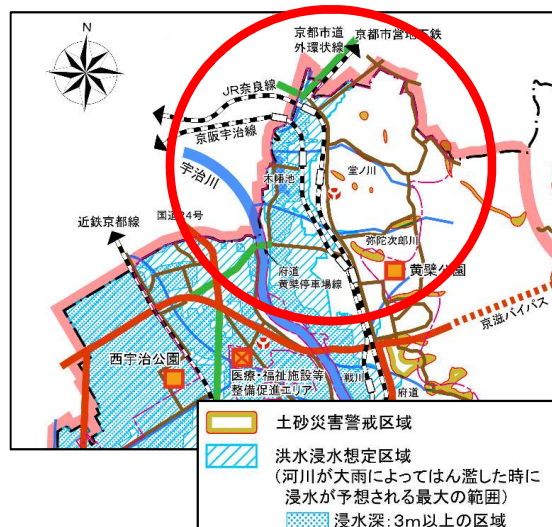 京都市道
外環状線
京都市営地下鉄
JR奈良線
京阪宇治線
宇治川
木幡池
堂ノ川
近鉄京都線
国道24号
弥陀次郎川
府道
黄檗停車場線
黄檗公園
京滋バイパス
西宇治公園
医療・福祉施設等
整備促進エリア
戦川
府道
土砂災害警戒区域
洪水浸水想定区域
(河川が大雨によってはん濫した時に
浸水が予想される最大の範囲)
浸水深:3m以上の区域